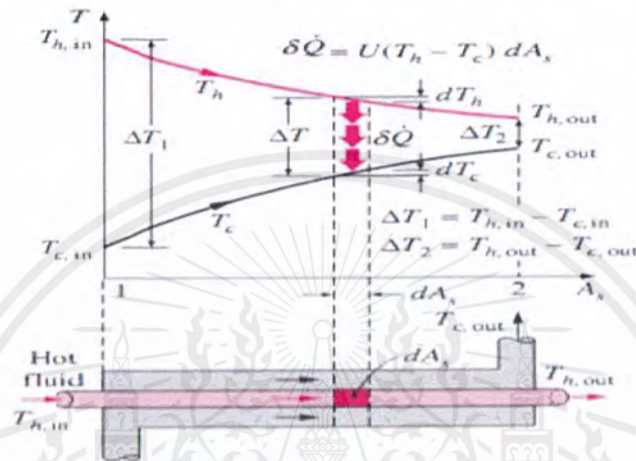 T
T_h, in
δQ̇ = U(T_h − T_c) dA_s
T_h
dT_h
T_h, out
ΔT_1
ΔT
δQ̇
ΔT_2
T_c, out
dT_c
T_c
ΔT_1 = T_h, in − T_c, in
ΔT_2 = T_h, out − T_c, out
T_c, in
1
2
A_s
dA_s
T_c, out
Hot
fluid
dA_s
T_h, out
T_h, in